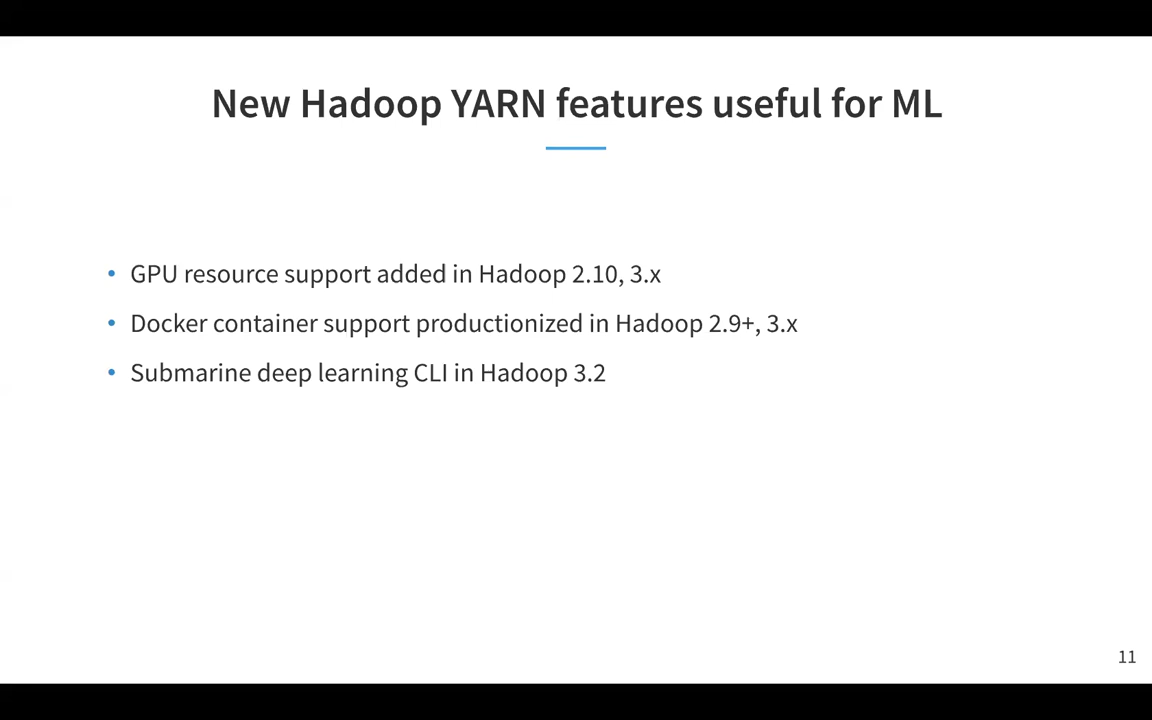 New Hadoop YARN features useful for ML
• GPU resource support added in Hadoop 2.10, 3.x
• Docker container support productionized in Hadoop 2.9+, 3.x
• Submarine deep learning CLI in Hadoop 3.2
11